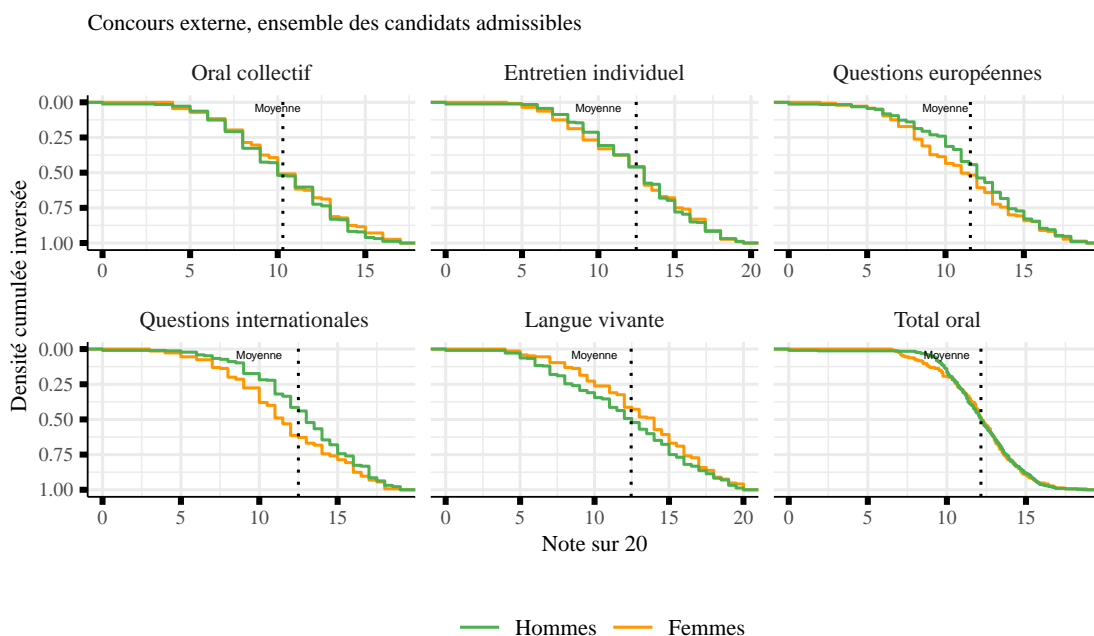 Concours externe, ensemble des candidats admissibles
Oral collectif
Entretien individuel
Questions européennes
0.00
0.25
0.50
0.75
1.00
Moyenne
Moyenne
Moyenne
0 5 10 15
0 5 10 15 20
0 5 10 15
Questions internationales
Langue vivante
Total oral
0.00
0.25
0.50
0.75
1.00
Moyenne
Moyenne
Moyenne
0 5 10 15
0 5 10 15 20
0 5 10 15
Densité cumulée inversée
Note sur 20
Hommes Femmes